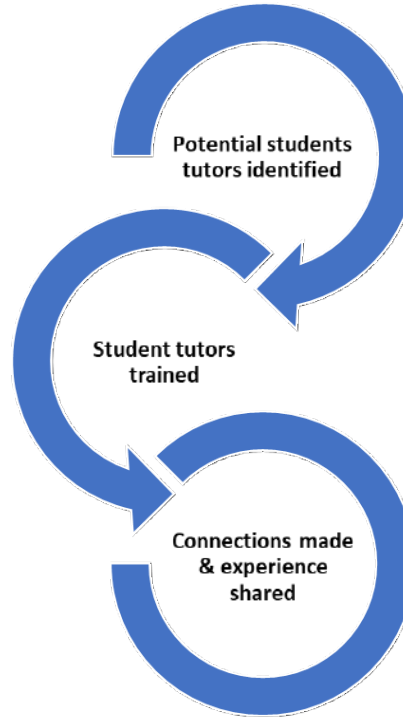 Potential students
tutors identified
Student tutors
trained
Connections made
& experience
shared